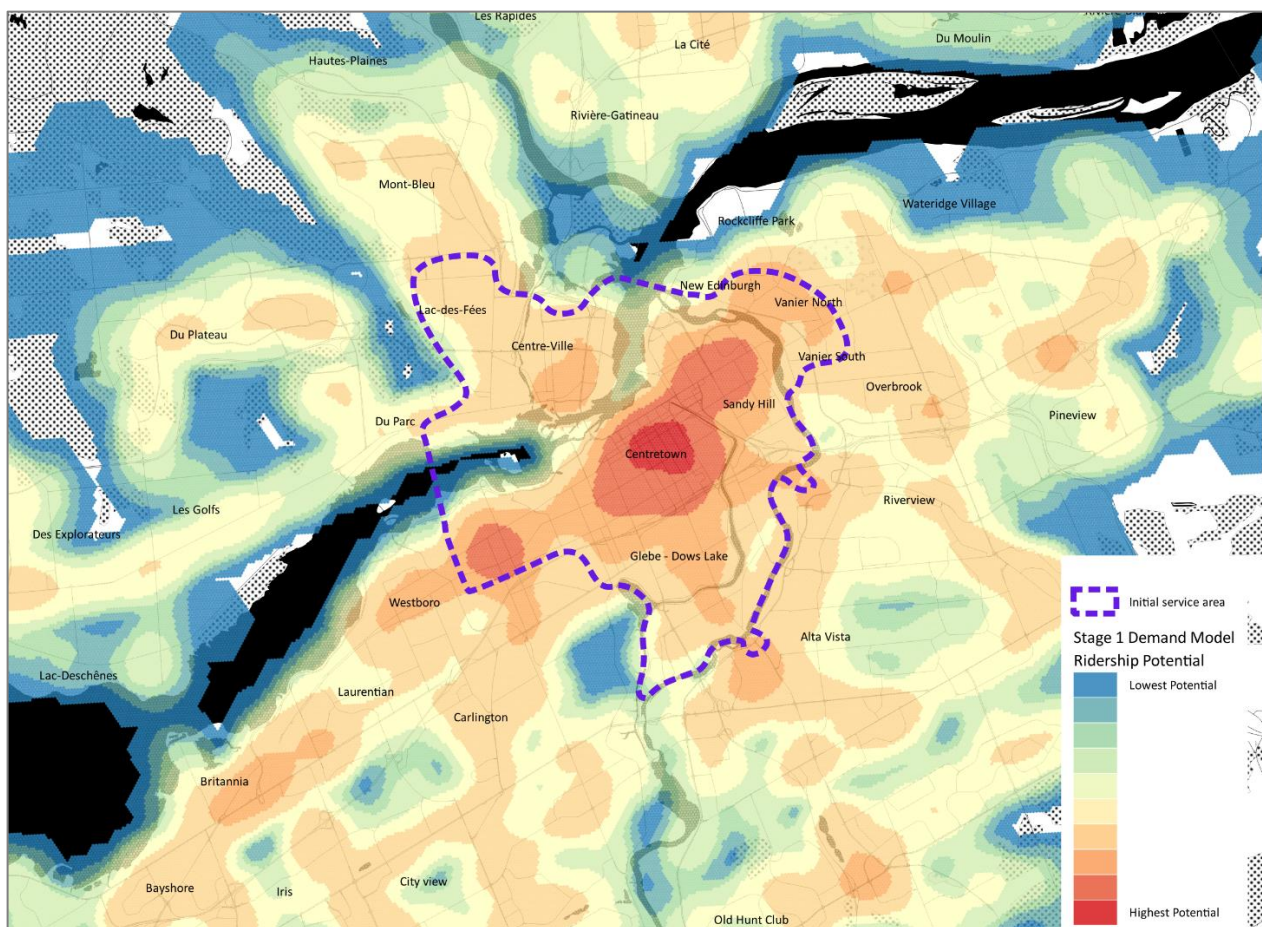 Les Rapides
La Cité
Du Moulin
Hautes-Plaines
Rivière-Gatineau
Mont-Bleu
Wateridge Village
Rockcliffe Park
New Edinburgh
Vanier North
Lac-des-Fées
Du Plateau
Centre-Ville
Vanier South
Overbrook
Sandy Hill
Pineview
Du Parc
Centretown
Riverview
Les Golfs
Des Explorateurs
Glebe - Dows Lake
Westboro
Alta Vista
Lac-Deschênes
Laurentian
Carlington
Britannia
Bayshore
Iris
City view
Old Hunt Club
Initial service area
Stage 1 Demand Model
Ridership Potential
Lowest Potential
Highest Potential